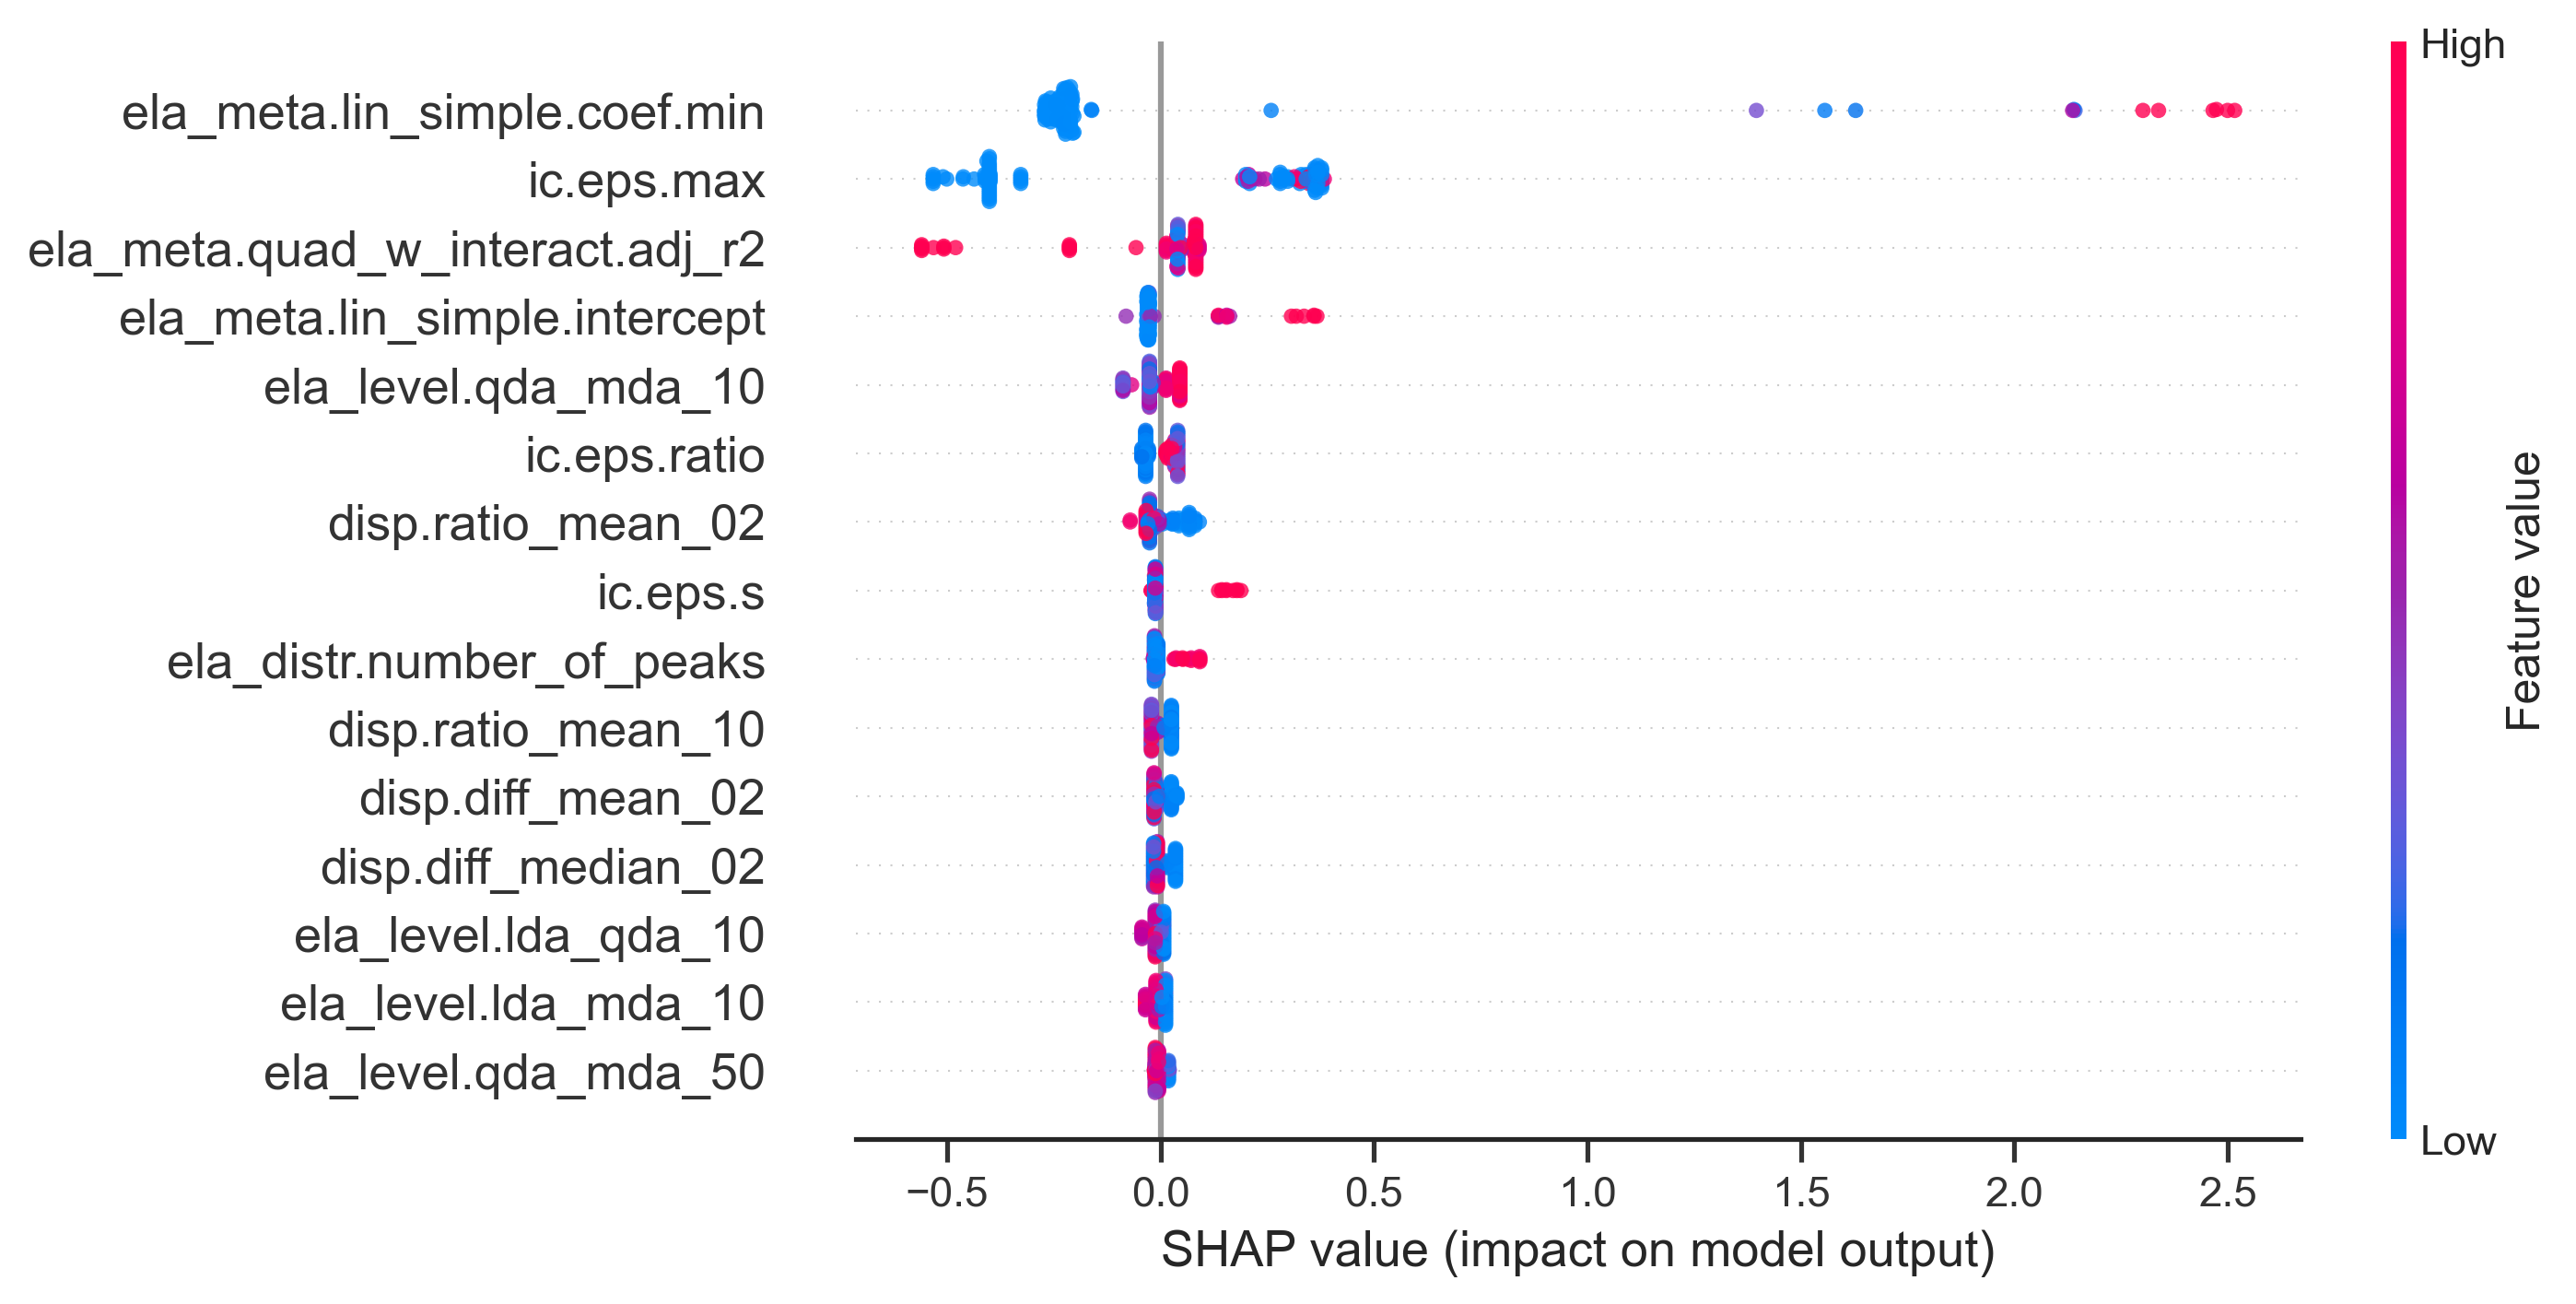 High
ela_meta.lin_simple.coef.min
ic.eps.max
ela_meta.quad_w_interact.adj_r2
ela_meta.lin_simple.intercept
ela_level.qda_mda_10
ic.eps.ratio
disp.ratio_mean_02
ic.eps.s
ela_distr.number_of_peaks
disp.ratio_mean_10
disp.diff_mean_02
disp.diff_median_02
ela_level.lda_qda_10
ela_level.lda_mda_10
ela_level.qda_mda_50
Feature value
Low
−0.5 0.0 0.5 1.0 1.5 2.0 2.5
SHAP value (impact on model output)